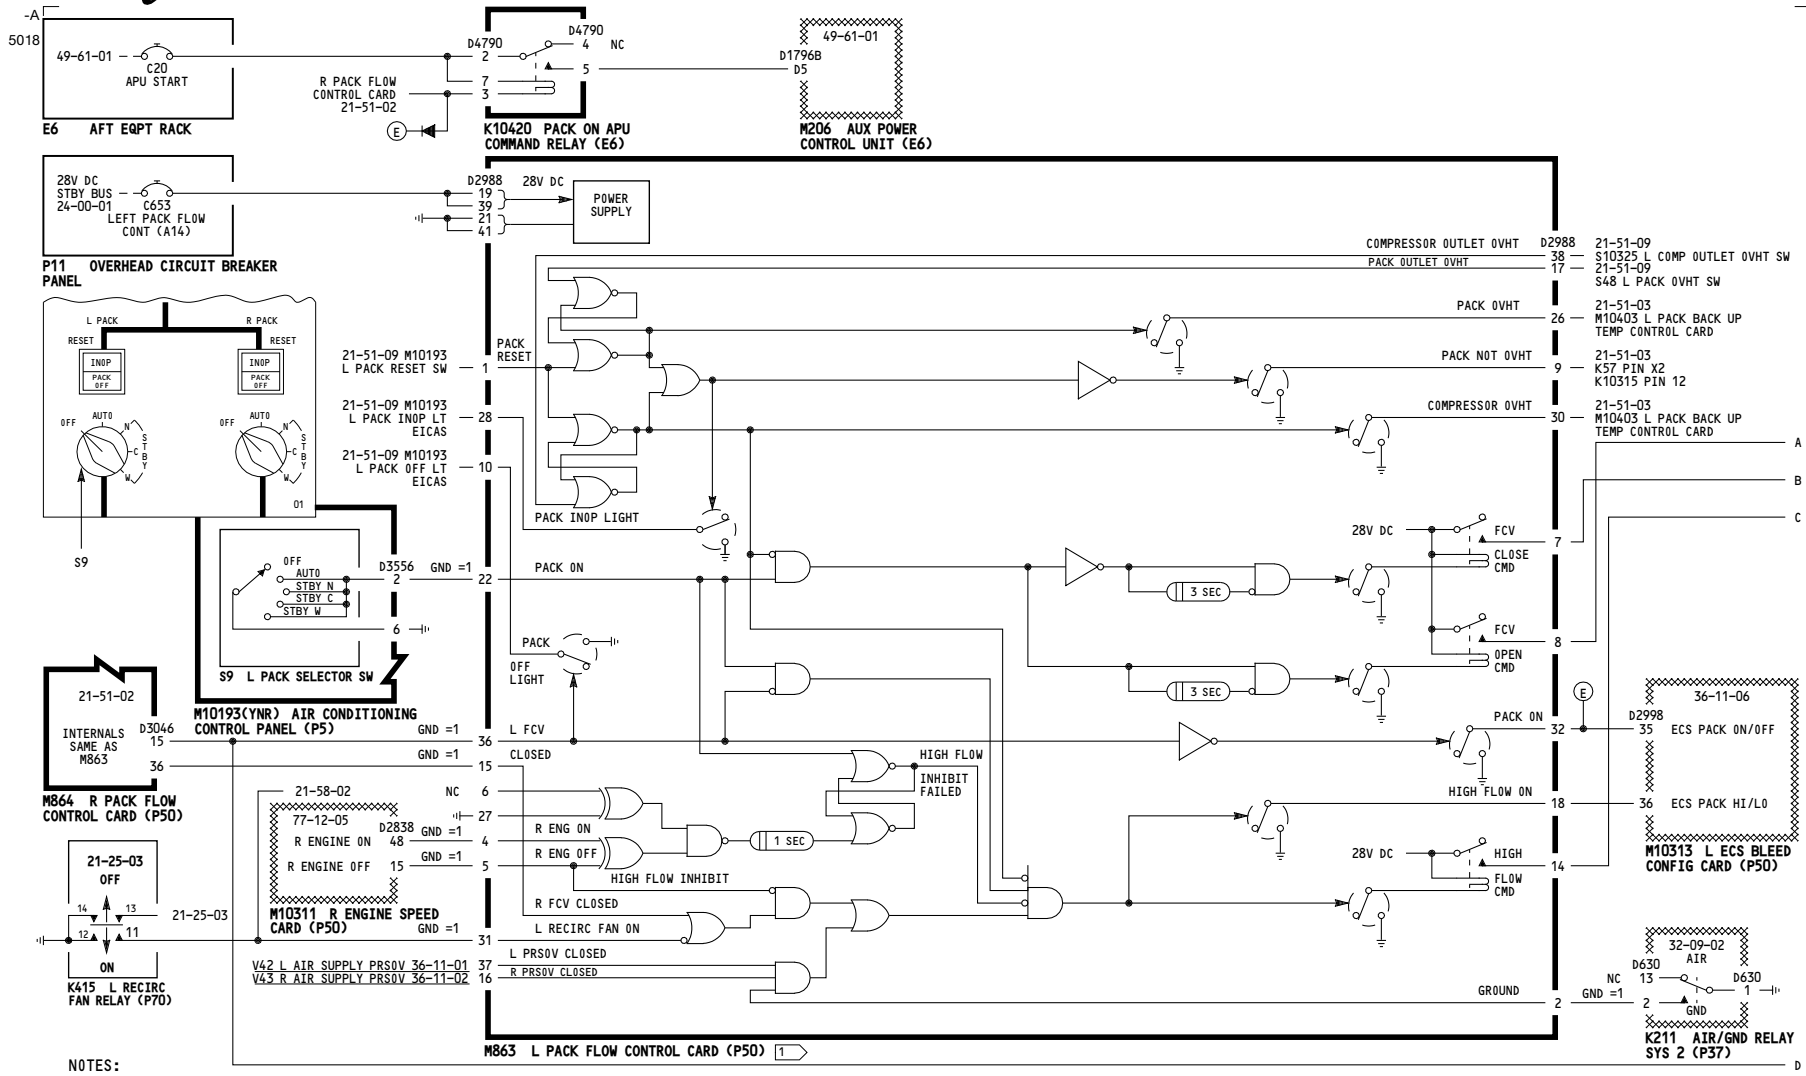 -A
5018
49-61-01
C20
APU START
E6 AFT EQPT RACK
R PACK FLOW
CONTROL CARD
21-51-02
E
D4790
2
7
3
D4790
4 NC
5
K10420 PACK ON APU
COMMAND RELAY (E6)
49-61-01
D1796B
D5
M206 AUX POWER
CONTROL UNIT (E6)
28V DC
STBY BUS
24-00-01
C653
LEFT PACK FLOW
CONT (A14)
P11 OVERHEAD CIRCUIT BREAKER
PANEL
D2988
19
39
21
41
28V DC
POWER
SUPPLY
L PACK
R PACK
RESET
RESET
INOP
PACK
OFF
INOP
PACK
OFF
OFF
AUTO
N
C
W
STBY
OFF
AUTO
N
C
W
STBY
01
S9
21-51-09 M10193
L PACK RESET SW
1
PACK
RESET
21-51-09 M10193
L PACK INOP LT
EICAS
28
21-51-09 M10193
L PACK OFF LT
EICAS
10
PACK INOP LIGHT
COMPRESSOR OUTLET OVHT
D2988
38
21-51-09
S10325 L COMP OUTLET OVHT SW
PACK OUTLET OVHT
17
21-51-09
S48 L PACK OVHT SW
PACK OVHT
26
21-51-03
M10403 L PACK BACK UP
TEMP CONTROL CARD
PACK NOT OVHT
9
21-51-03
K57 PIN X2
K10315 PIN 12
COMPRESSOR OVHT
30
21-51-03
M10403 L PACK BACK UP
TEMP CONTROL CARD
A
B
C
OFF
AUTO
STBY N
STBY C
STBY W
D3556
2
6
GND =1
22
PACK ON
S9 L PACK SELECTOR SW
M10193(YNR) AIR CONDITIONING
CONTROL PANEL (P5)
28V DC
FCV
7
CLOSE
CMD
3 SEC
FCV
8
OPEN
CMD
3 SEC
PACK
OFF
LIGHT
21-51-02
INTERNALS
SAME AS
M863
D3046
15
36
M864 R PACK FLOW
CONTROL CARD (P50)
GND =1
36
L FCV
GND =1
15
CLOSED
PACK ON
32
E
36-11-06
D2998
35
ECS PACK ON/OFF
HIGH FLOW ON
18
36
ECS PACK HI/LO
M10313 L ECS BLEED
CONFIG CARD (P50)
HIGH FLOW
INHIBIT
FAILED
21-58-02
77-12-05
R ENGINE ON
D2838
48
R ENGINE OFF
15
M10311 R ENGINE SPEED
CARD (P50)
NC
6
27
GND =1
4
R ENG ON
GND =1
5
R ENG OFF
1 SEC
HIGH FLOW INHIBIT
R FCV CLOSED
28V DC
HIGH
14
FLOW
CMD
21-25-03
OFF
14
13
12
11
ON
21-25-03
K415 L RECIRC
FAN RELAY (P70)
GND =1
31
L RECIRC FAN ON
L PRSOV CLOSED
V42 L AIR SUPPLY PRSOV 36-11-01 37
V43 R AIR SUPPLY PRSOV 36-11-02 16
R PRSOV CLOSED
GROUND
2
GND =1
NC
32-09-02
AIR
D630
13
2
D630
1
GND
K211 AIR/GND RELAY
SYS 2 (P37)
M863 L PACK FLOW CONTROL CARD (P50) 1
NOTES:
D